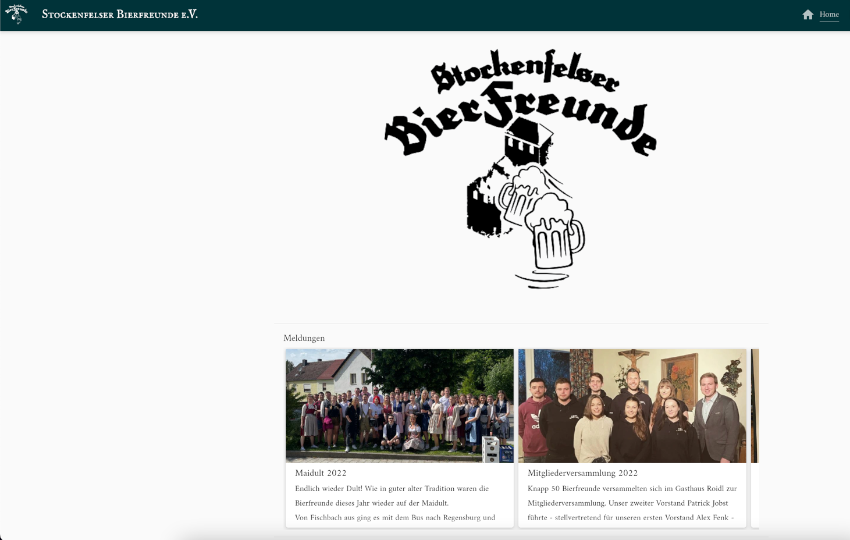 Stockenfelser Bierfreunde e.V.
Home
Stockenfelser
BierFreunde
Meldungen
Maidult 2022
Endlich wieder Dult! Wie in guter alter Tradition waren die
Bierfreunde dieses Jahr wieder auf der Maidult.
Von Fischbach aus ging es mit dem Bus nach Regensburg und
Mitgliederversammlung 2022
Knapp 50 Bierfreunde versammelten sich im Gasthaus Roidl zur
Mitgliederversammlung. Unser zweiter Vorstand Patrick Jobst
führte - stellvertretend für unseren ersten Vorstand Alex Fenk -